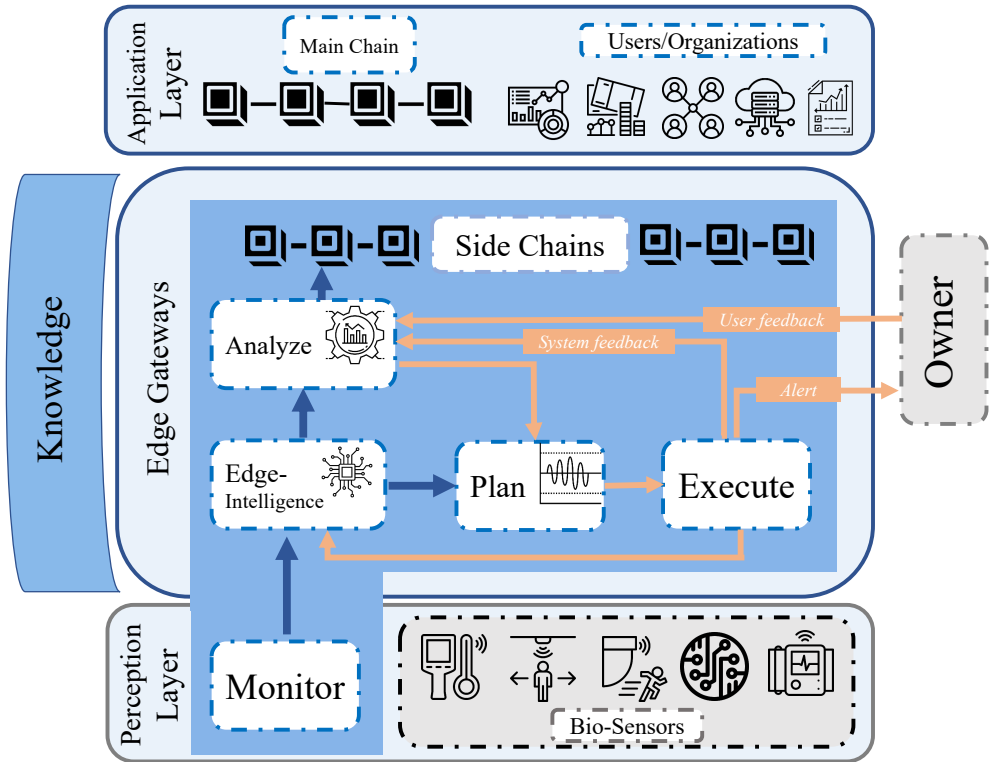 Application
Layer
Main Chain
Users/Organizations
Knowledge
Edge Gateways
Side Chains
Analyze
User feedback
System feedback
Alert
Owner
Edge-
Intelligence
Plan
Execute
Perception
Layer
Monitor
Bio-Sensors